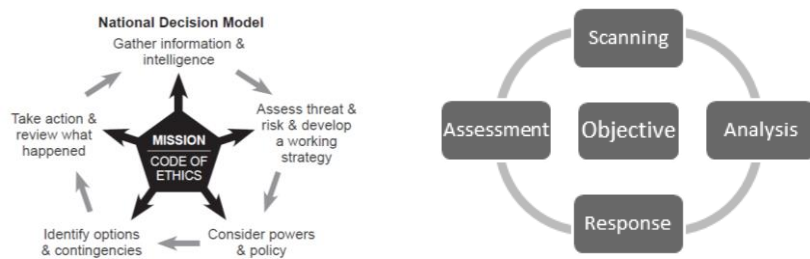 National Decision Model
Gather information &
intelligence
Assess threat &
risk & develop
a working
strategy
Consider powers
& policy
Identify options
& contingencies
Take action &
review what
happened
MISSION
CODE OF
ETHICS
Scanning
Assessment
Objective
Analysis
Response